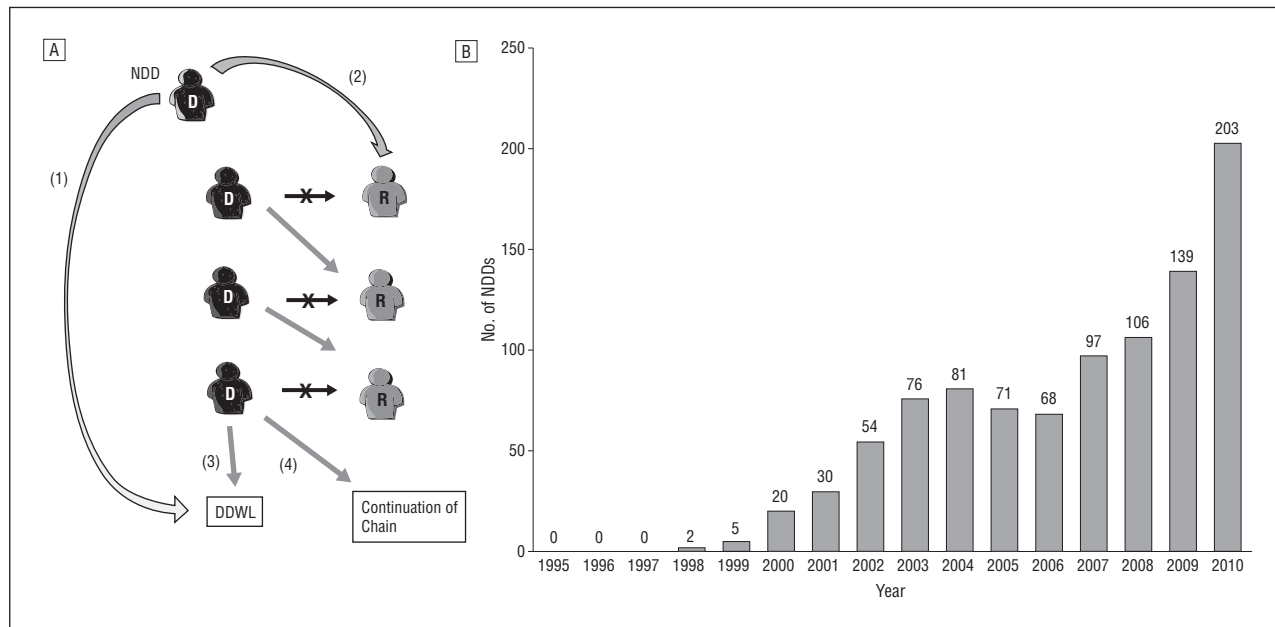 A
NDD
D
(2)
(1)
D
X
R
D
X
R
D
X
R
(3)
(4)
DDWL
Continuation of
Chain
B
No. of NDDs
250
200
150
100
50
0
0
0
0
2
5
20
30
54
76
81
71
68
97
106
139
203
1995 1996 1997 1998 1999 2000 2001 2002 2003 2004 2005 2006 2007 2008 2009 2010
Year